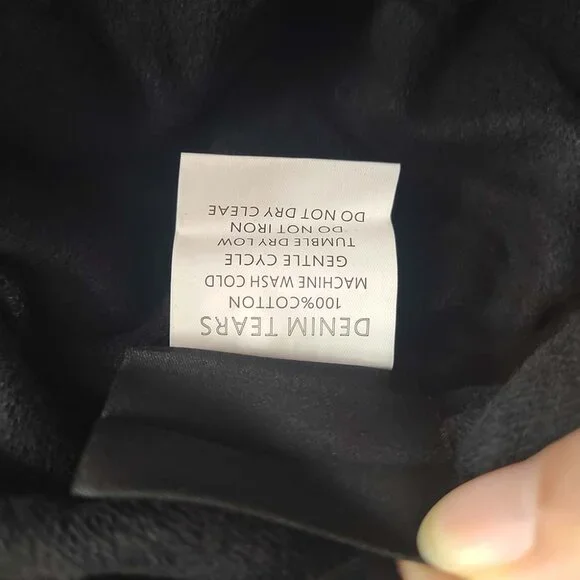 DENIM TEARS
100%COTTON
MACHINE WASH COLD
GENTLE CYCLE
TUMBLE DRY LOW
DO NOT IRON
DO NOT DRY CLEAE